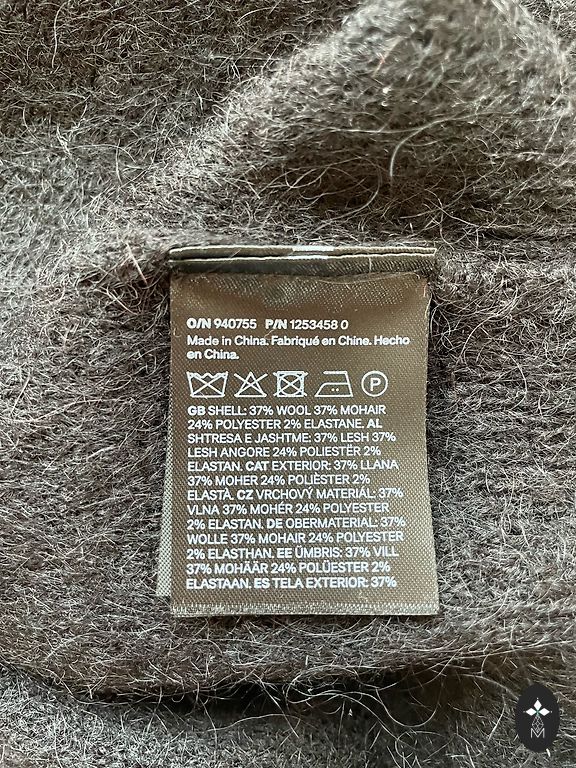 O/N 940755 P/N 1253458 0
Made in China. Fabriqué en Chine. Hecho
en China.
P
GB SHELL: 37% WOOL 37% MOHAIR
24% POLYESTER 2% ELASTANE. AL
SHTRESA E JASHTME: 37% LESH 37%
LESH ANGORE 24% POLIESTËR 2%
ELASTAN. CAT EXTERIOR: 37% LLANA
37% MOHER 24% POLIÈSTER 2%
ELASTÀ. CZ VRCHOVÝ MATERIÁL: 37%
VLNA 37% MOHÉR 24% POLYESTER
2% ELASTAN. DE OBERMATERIAL: 37%
WOLLE 37% MOHAIR 24% POLYESTER
2% ELASTHAN. EE ÜMBRIS: 37% VILL
37% MOHÄÄR 24% POLÜESTER 2%
ELASTAAN. ES TELA EXTERIOR: 37%
M